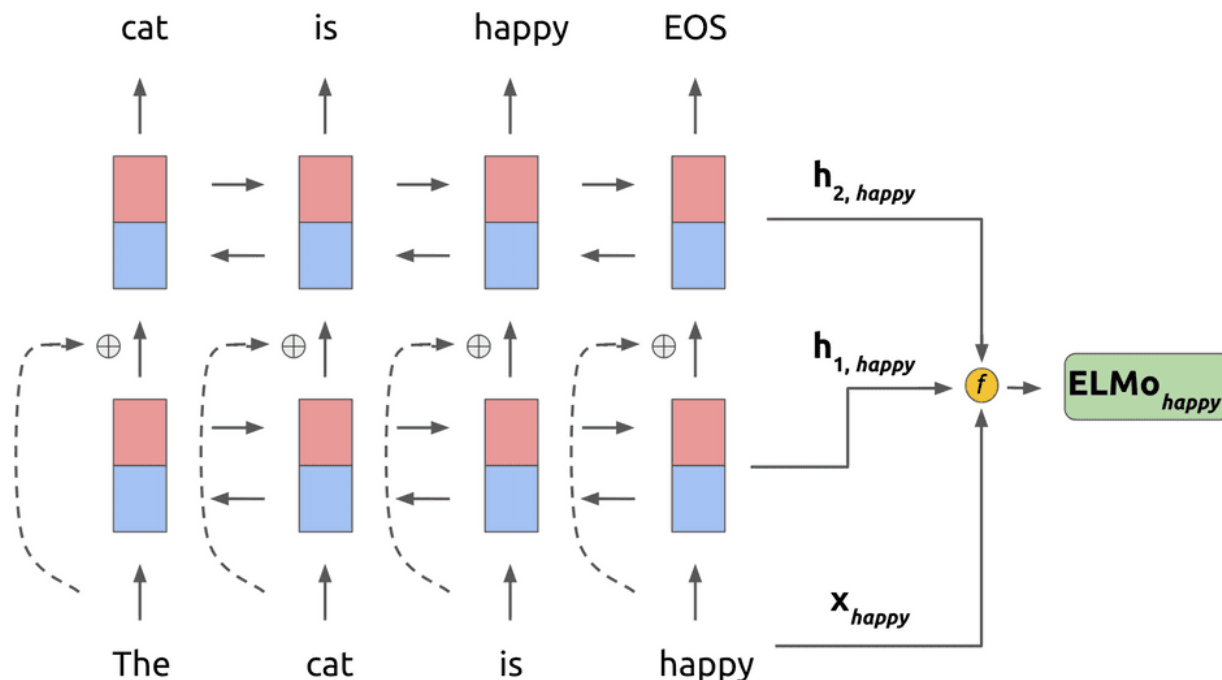 cat is happy EOS
h2, happy
h1, happy
f ELMohappy
xhappy
The cat is happy